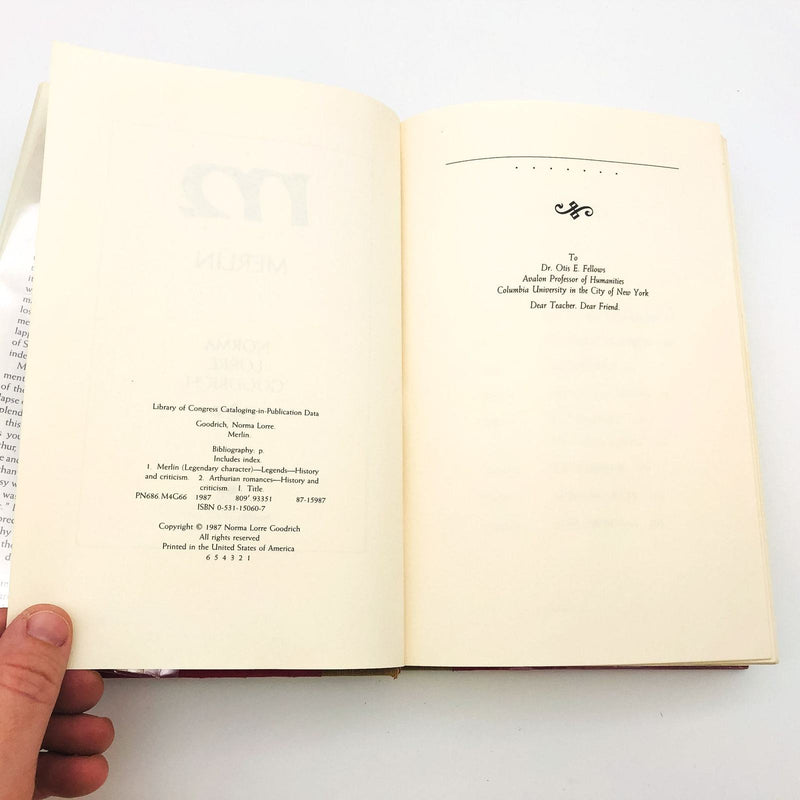 Library of Congress Cataloging-in-Publication Data
Goodrich, Norma Lorre.
Merlin.
Bibliography: p.
Includes index.
1. Merlin (Legendary character)—Legends—History
and criticism. 2. Arthurian romances—History and
criticism. I. Title.
PN686.M4G66 1987 809'.93351 87-15987
ISBN 0-531-15060-7
Copyright © 1987 Norma Lorre Goodrich
All rights reserved
Printed in the United States of America
6 5 4 3 2 1
To
Dr. Otis E. Fellows
Avalon Professor of Humanities
Columbia University in the City of New York
Dear Teacher. Dear Friend.
MERLIN
NORMA
LORRE
GOODRICH